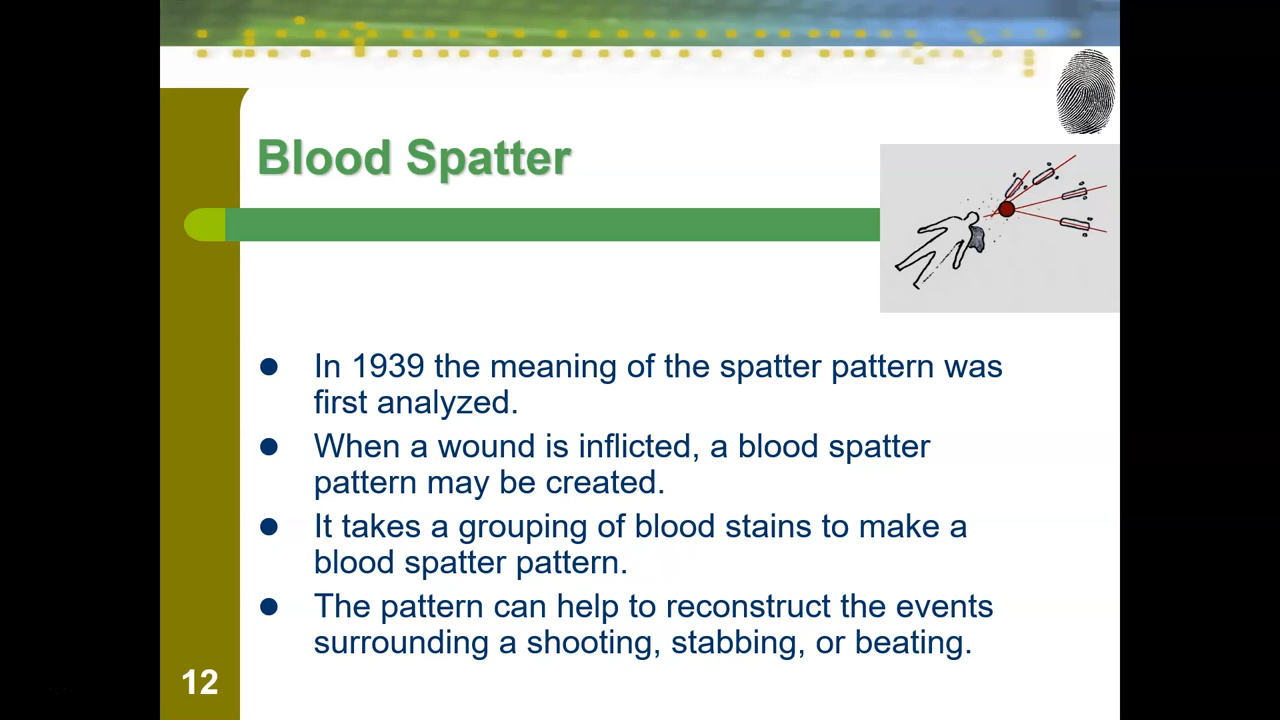 Blood Spatter
In 1939 the meaning of the spatter pattern was
first analyzed.
When a wound is inflicted, a blood spatter
pattern may be created.
It takes a grouping of blood stains to make a
blood spatter pattern.
The pattern can help to reconstruct the events
surrounding a shooting, stabbing, or beating.
12